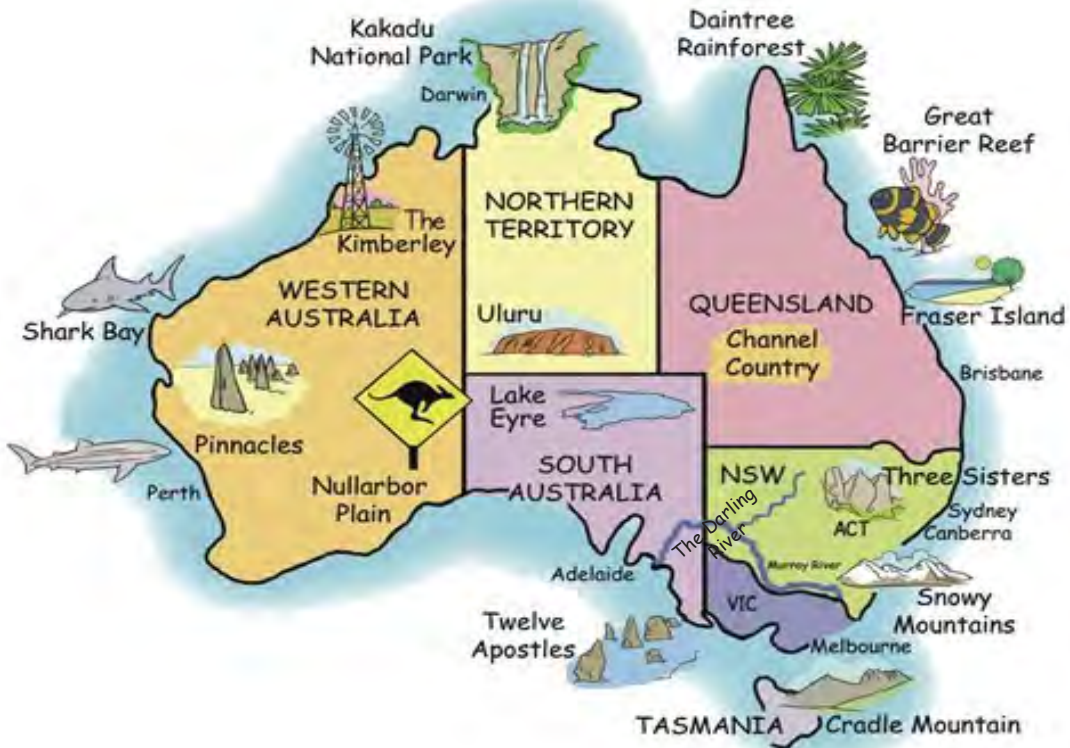 Kakadu
National Park
Darwin
Daintree
Rainforest
Great
Barrier Reef
The
Kimberley
NORTHERN
TERRITORY
WESTERN
AUSTRALIA
Shark Bay
Uluru
QUEENSLAND
Fraser Island
Channel
Country
Brisbane
Lake
Eyre
Pinnacles
Perth
Nullarbor
Plain
SOUTH
AUSTRALIA
NSW
Three Sisters
The Darling
River
ACT
Sydney
Canberra
Murray River
Adelaide
VIC
Snowy
Mountains
Twelve
Apostles
Melbourne
TASMANIA
Cradle Mountain